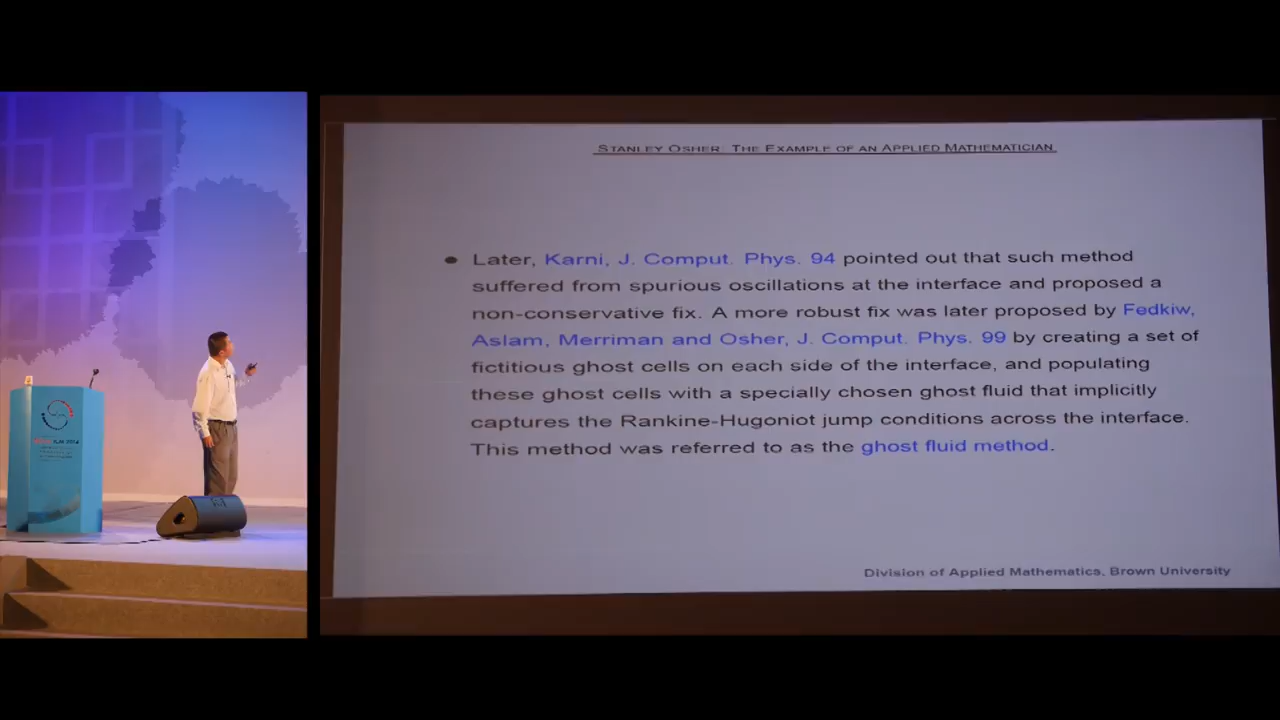 STANLEY OSHER: THE EXAMPLE OF AN APPLIED MATHEMATICIAN
● Later, Karni, J. Comput. Phys. 94 pointed out that such method
suffered from spurious oscillations at the interface and proposed a
non-conservative fix. A more robust fix was later proposed by Fedkiw,
Aslam, Merriman and Osher, J. Comput. Phys. 99 by creating a set of
fictitious ghost cells on each side of the interface, and populating
these ghost cells with a specially chosen ghost fluid that implicitly
captures the Rankine-Hugoniot jump conditions across the interface.
This method was referred to as the ghost fluid method.
Division of Applied Mathematics, Brown University
2014